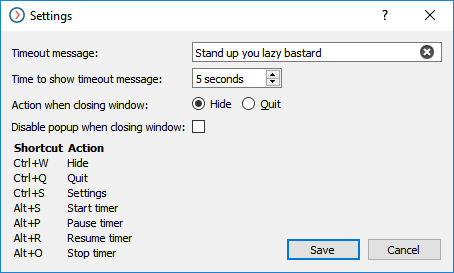 Settings
Timeout message: Stand up you lazy bastard
Time to show timeout message: 5 seconds
Action when closing window: Hide Quit
Disable popup when closing window:
Shortcut Action
Ctrl+W Hide
Ctrl+Q Quit
Ctrl+S Settings
Alt+S Start timer
Alt+P Pause timer
Alt+R Resume timer
Alt+O Stop timer
Save Cancel